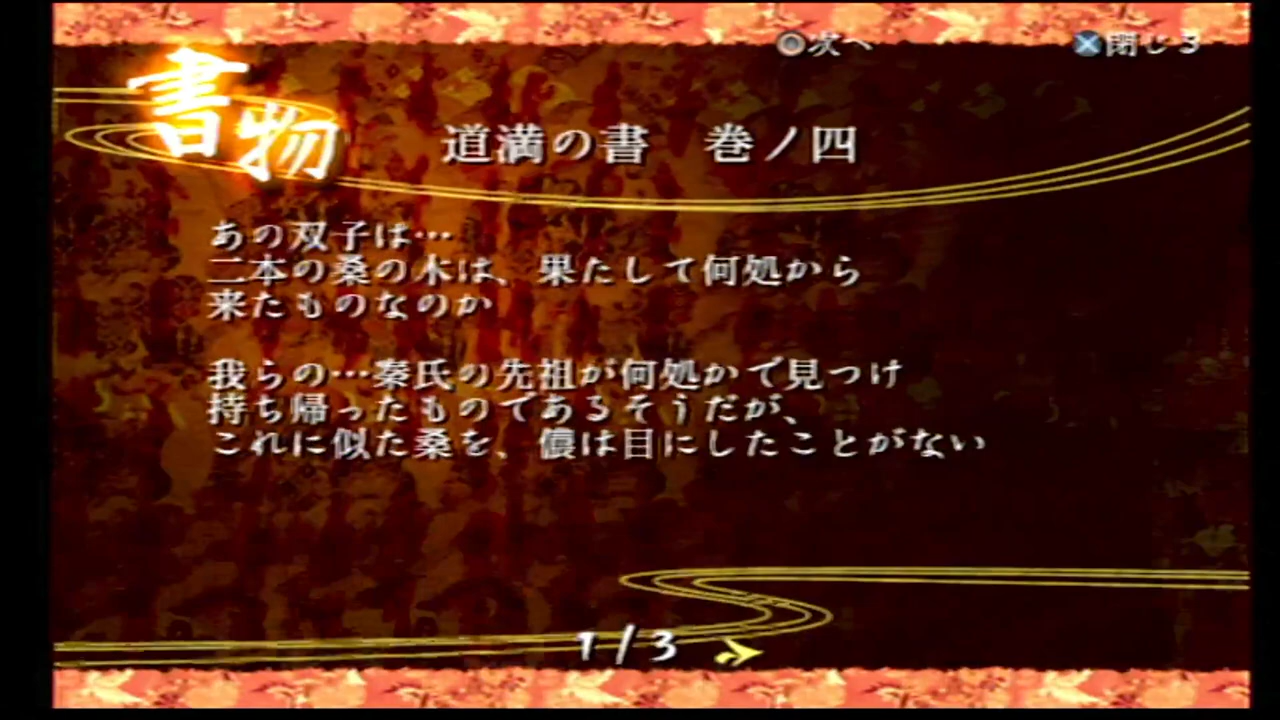 ◎次へ
×閉じる
書物
道満の書 巻ノ四
あの双子は…
二本の桑の木は、果たして何処から
来たものなのか
我らの…秦氏の先祖が何処かで見つけ
持ち帰ったものであるそうだが、
これに似た桑を、儂は目にしたことがない
1/3